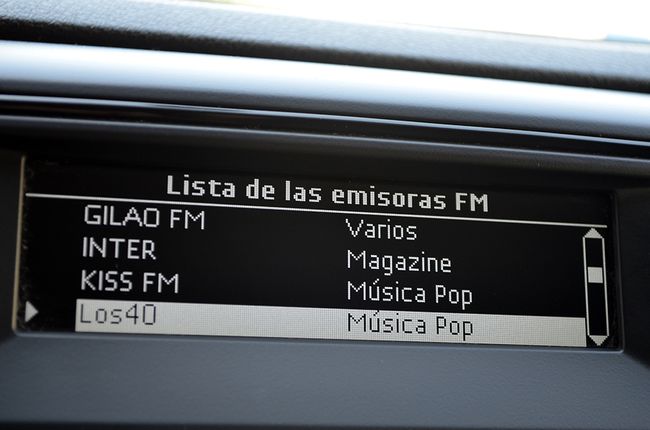 Lista de las emisoras FM
GILAO FM Varios
INTER Magazine
KISS FM Música Pop
Los40 Música Pop